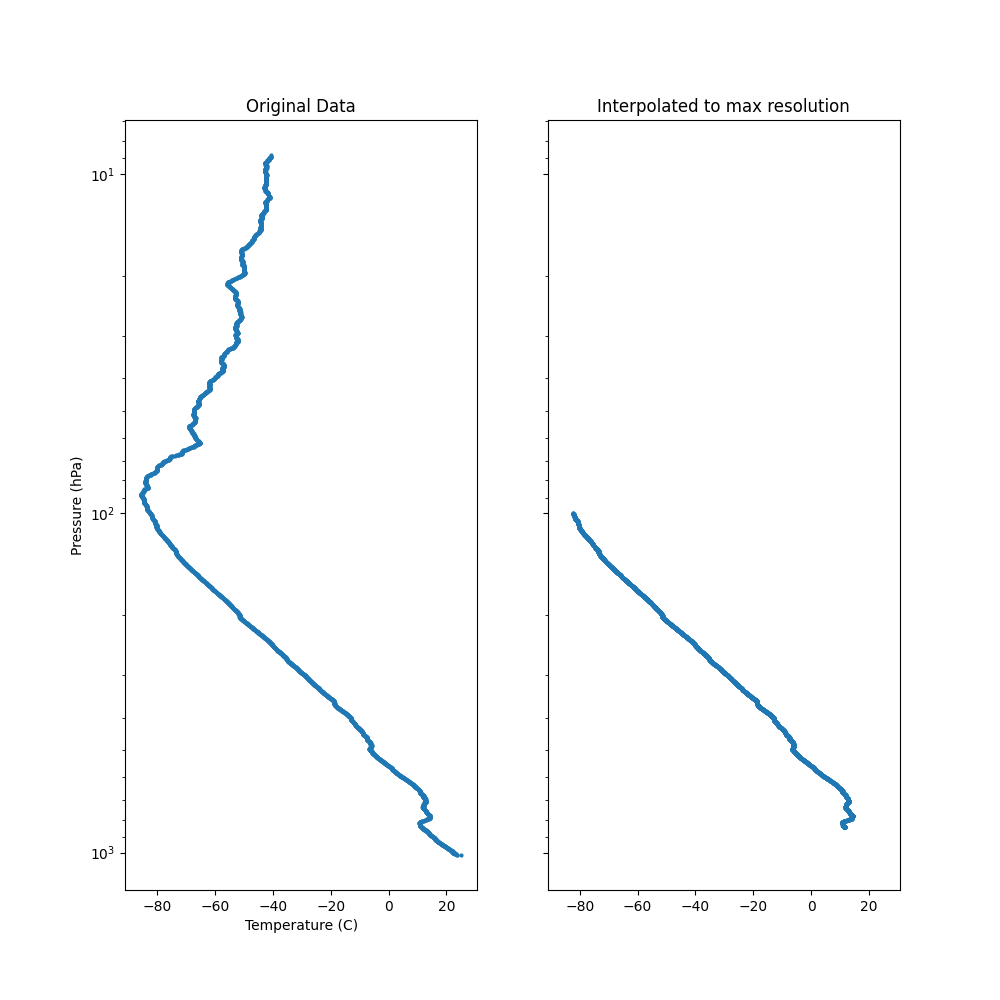 Original Data
Interpolated to max resolution
Pressure (hPa)
10¹
10²
10³
−80 −60 −40 −20 0 20
−80 −60 −40 −20 0 20
Temperature (C)